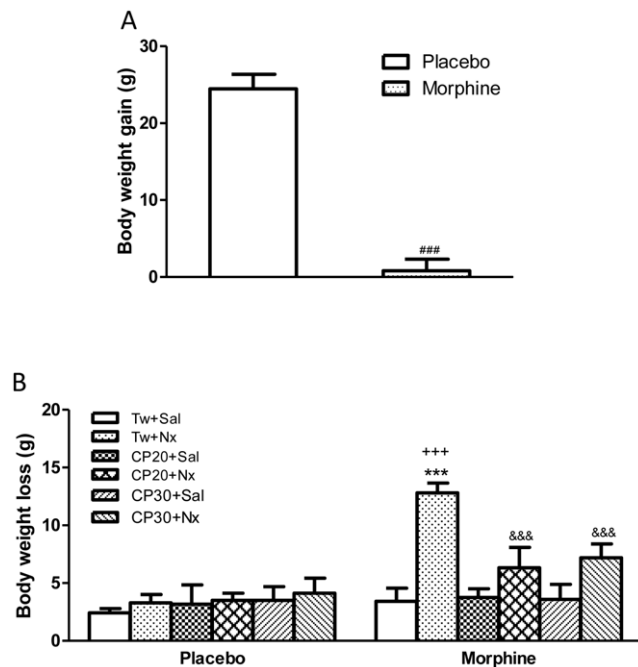 A
Body weight gain (g)
30
20
10
0
Placebo
Morphine
###
B
Body weight loss (g)
20
15
10
5
0
Tw+Sal
Tw+Nx
CP20+Sal
CP20+Nx
CP30+Sal
CP30+Nx
+++
***
&&&
&&&
Placebo
Morphine